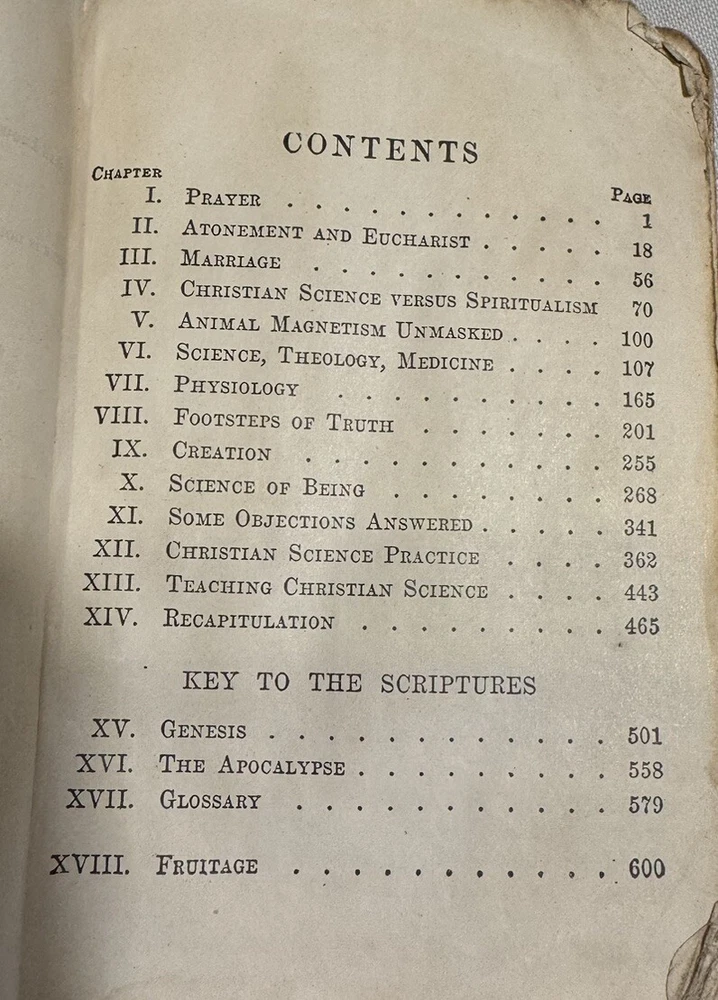 CONTENTS
CHAPTER PAGE
I. PRAYER . . . . . . . . . . . . 1
II. ATONEMENT AND EUCHARIST . . . . . 18
III. MARRIAGE . . . . . . . . . . . 56
IV. CHRISTIAN SCIENCE VERSUS SPIRITUALISM 70
V. ANIMAL MAGNETISM UNMASKED . . . . 100
VI. SCIENCE, THEOLOGY, MEDICINE . . . . 107
VII. PHYSIOLOGY . . . . . . . . . . 165
VIII. FOOTSTEPS OF TRUTH . . . . . . . 201
IX. CREATION . . . . . . . . . . . 255
X. SCIENCE OF BEING . . . . . . . . 268
XI. SOME OBJECTIONS ANSWERED . . . . . 341
XII. CHRISTIAN SCIENCE PRACTICE . . . . 362
XIII. TEACHING CHRISTIAN SCIENCE . . . . 443
XIV. RECAPITULATION . . . . . . . . . 465
KEY TO THE SCRIPTURES
XV. GENESIS . . . . . . . . . . . . 501
XVI. THE APOCALYPSE . . . . . . . . . 558
XVII. GLOSSARY . . . . . . . . . . . 579
XVIII. FRUITAGE . . . . . . . . . . . 600